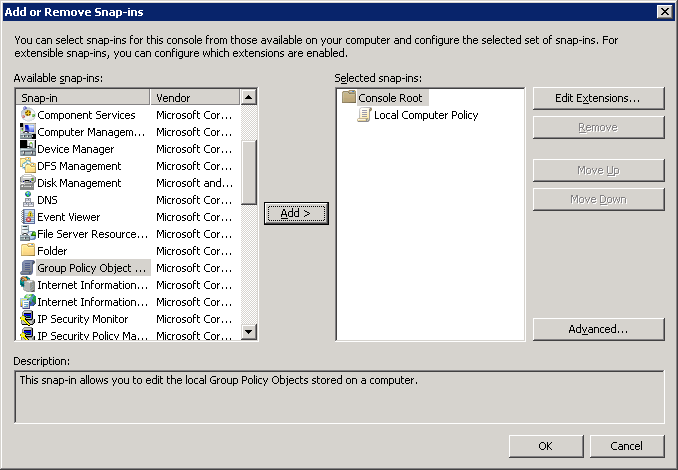 Add or Remove Snap-ins
You can select snap-ins for this console from those available on your computer and configure the selected set of snap-ins. For
extensible snap-ins, you can configure which extensions are enabled.
Available snap-ins:
Snap-in Vendor
Component Services Microsoft Cor...
Computer Managem... Microsoft Cor...
Device Manager Microsoft Cor...
DFS Management Microsoft Cor...
Disk Management Microsoft and...
DNS Microsoft Cor...
Event Viewer Microsoft Cor...
File Server Resource... Microsoft Cor...
Folder Microsoft Cor...
Group Policy Object ... Microsoft Cor...
Internet Information... Microsoft Cor...
Internet Information... Microsoft Cor...
IP Security Monitor Microsoft Cor...
IP Security Policy Ma... Microsoft Cor...
Add >
Selected snap-ins:
Console Root
Local Computer Policy
Edit Extensions...
Remove
Move Up
Move Down
Advanced...
Description:
This snap-in allows you to edit the local Group Policy Objects stored on a computer.
OK
Cancel